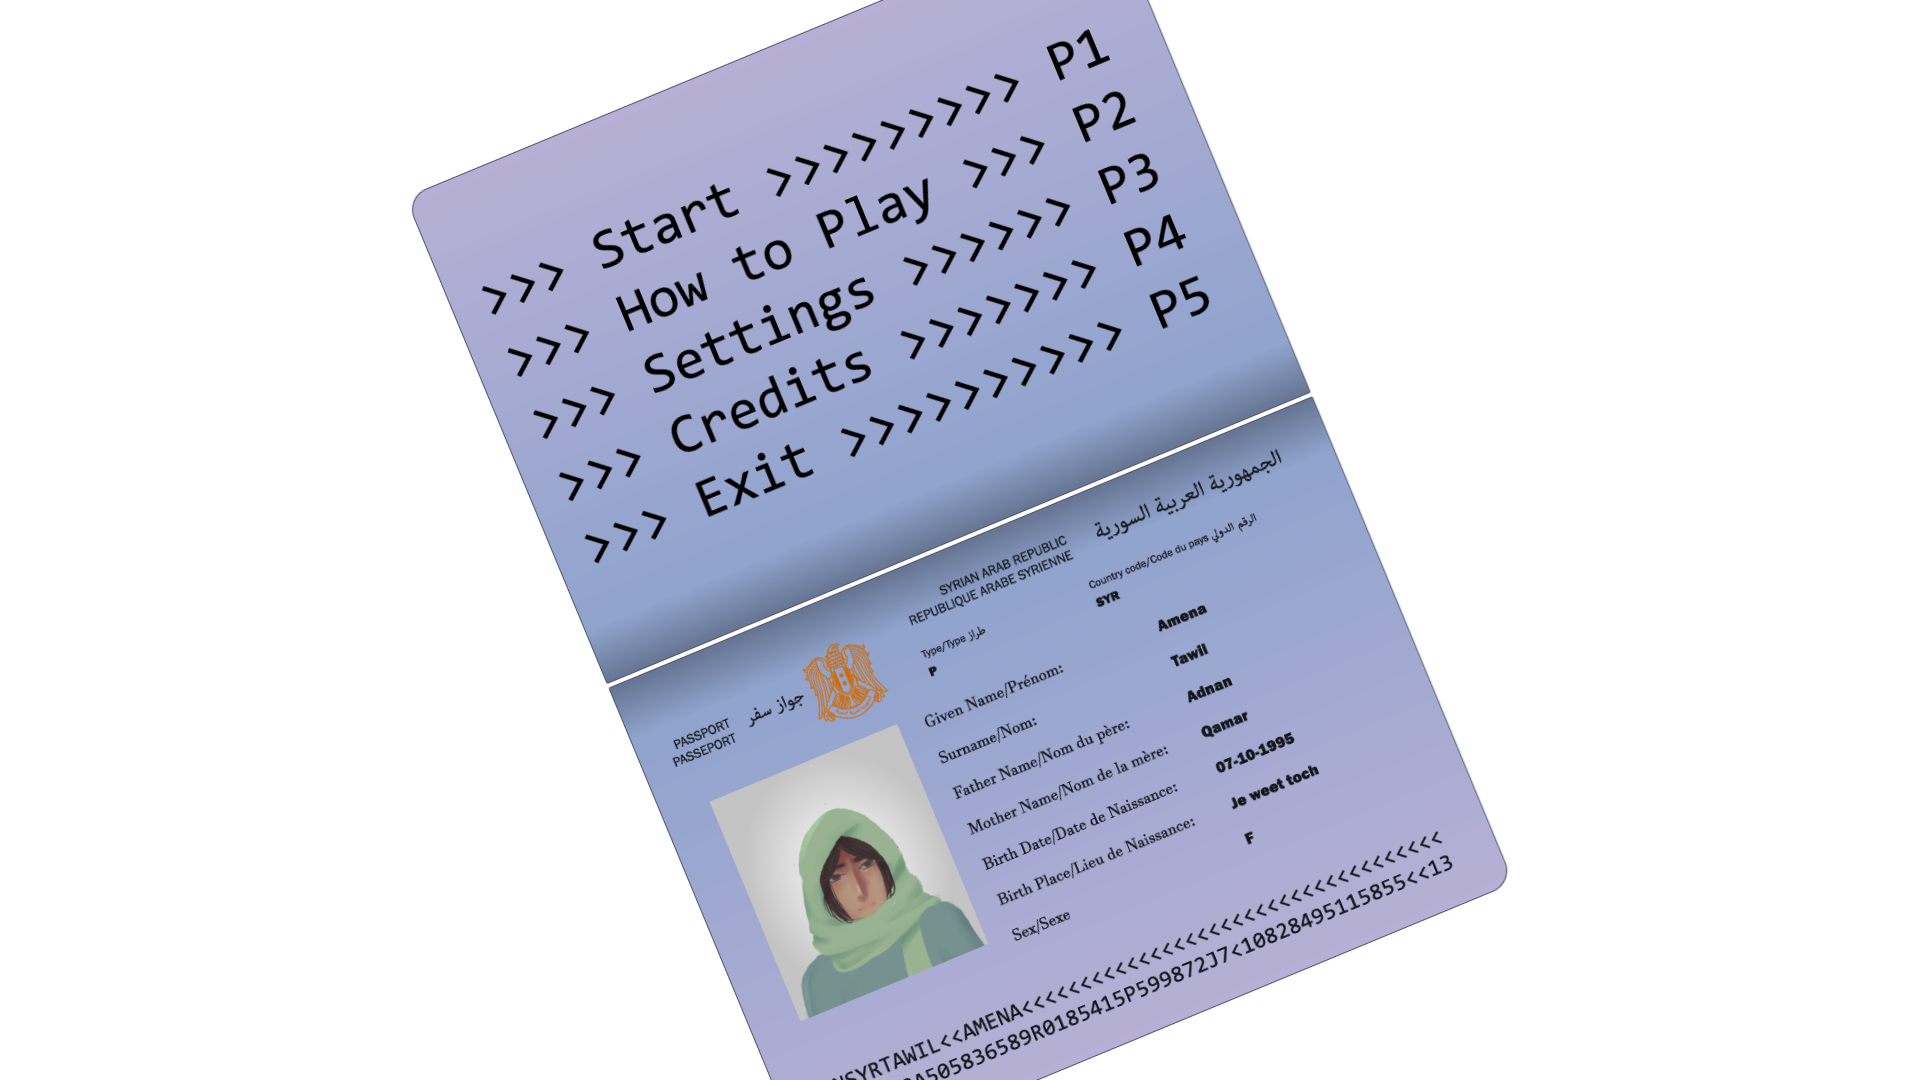 >>> Start >>>>>>>>> P1
>>> How to Play >>> P2
>>> Settings >>>>>> P3
>>> Credits >>>>>>> P4
>>> Exit >>>>>>>>>> P5
PASSPORT
PASSEPORT
جواز سفر
SYRIAN ARAB REPUBLIC
REPUBLIQUE ARABE SYRIENNE
الجمهورية العربية السورية
Type/Type طراز
P
Country code/Code du pays الرقم الدولي
SYR
Given Name/Prénom: Amena
Surname/Nom: Tawil
Father Name/Nom du père: Adnan
Mother Name/Nom de la mère: Qamar
Birth Date/Date de Naissance: 07-10-1995
Birth Place/Lieu de Naissance: Je weet toch
Sex/Sexe F
SYRTAWIL<<AMENA<<<<<<<<<<<<<<<<<<<<<<<<<<<<<<<<<<
A505836589R0185415P599872J7<10828495115855<<13